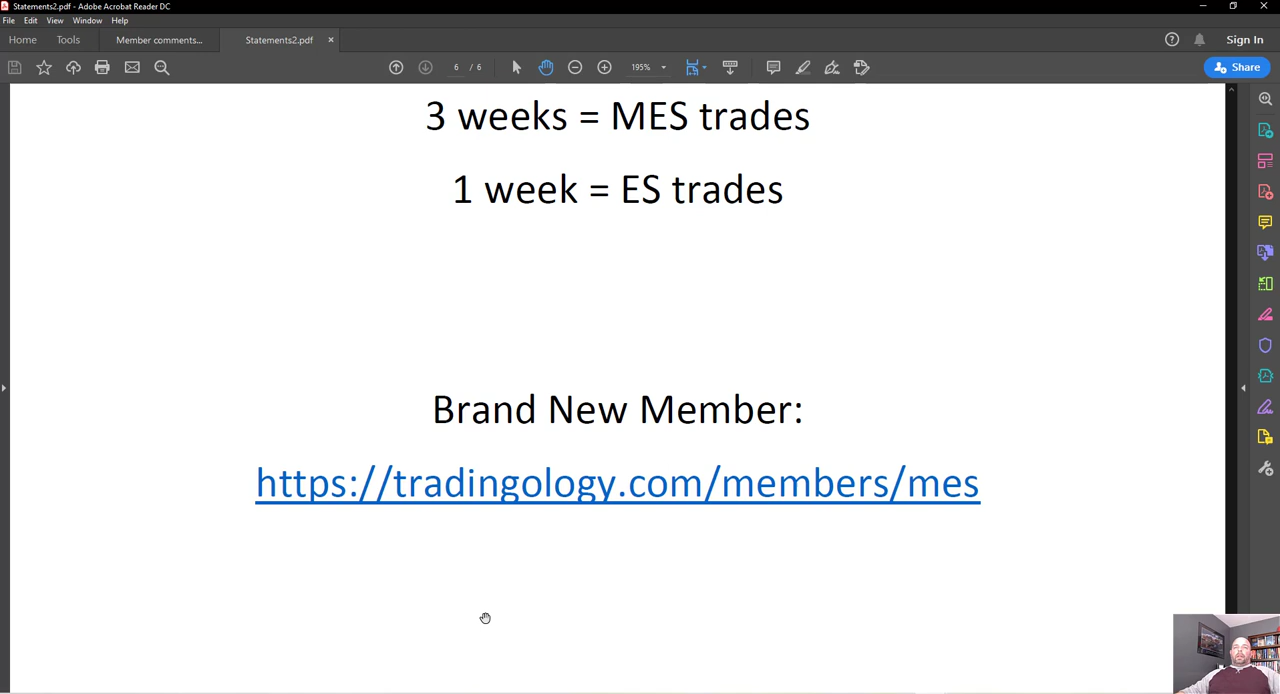 Statements2.pdf - Adobe Acrobat Reader DC
File Edit View Window Help
Home Tools Member comments... Statements2.pdf × Sign In
6 / 6 195% Share
3 weeks = MES trades
1 week = ES trades
Brand New Member:
https://tradingology.com/members/mes